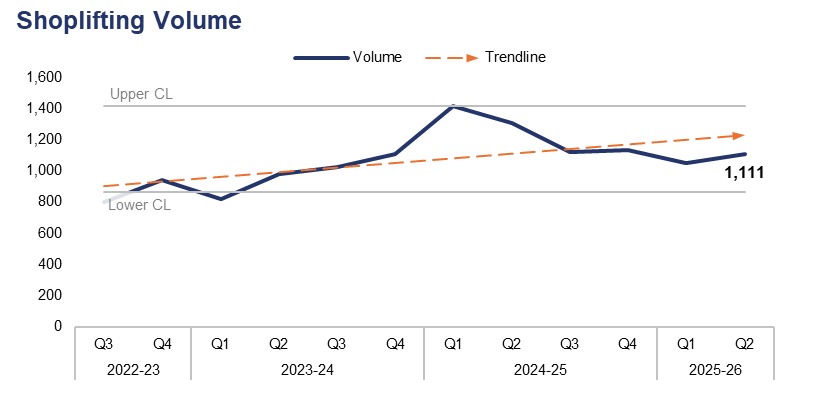 Shoplifting Volume
Volume Trendline
1,600
Upper CL
1,400
1,200
1,000
1,111
800
Lower CL
600
400
200
0
Q3 Q4 Q1 Q2 Q3 Q4 Q1 Q2 Q3 Q4 Q1 Q2
2022-23 2023-24 2024-25 2025-26